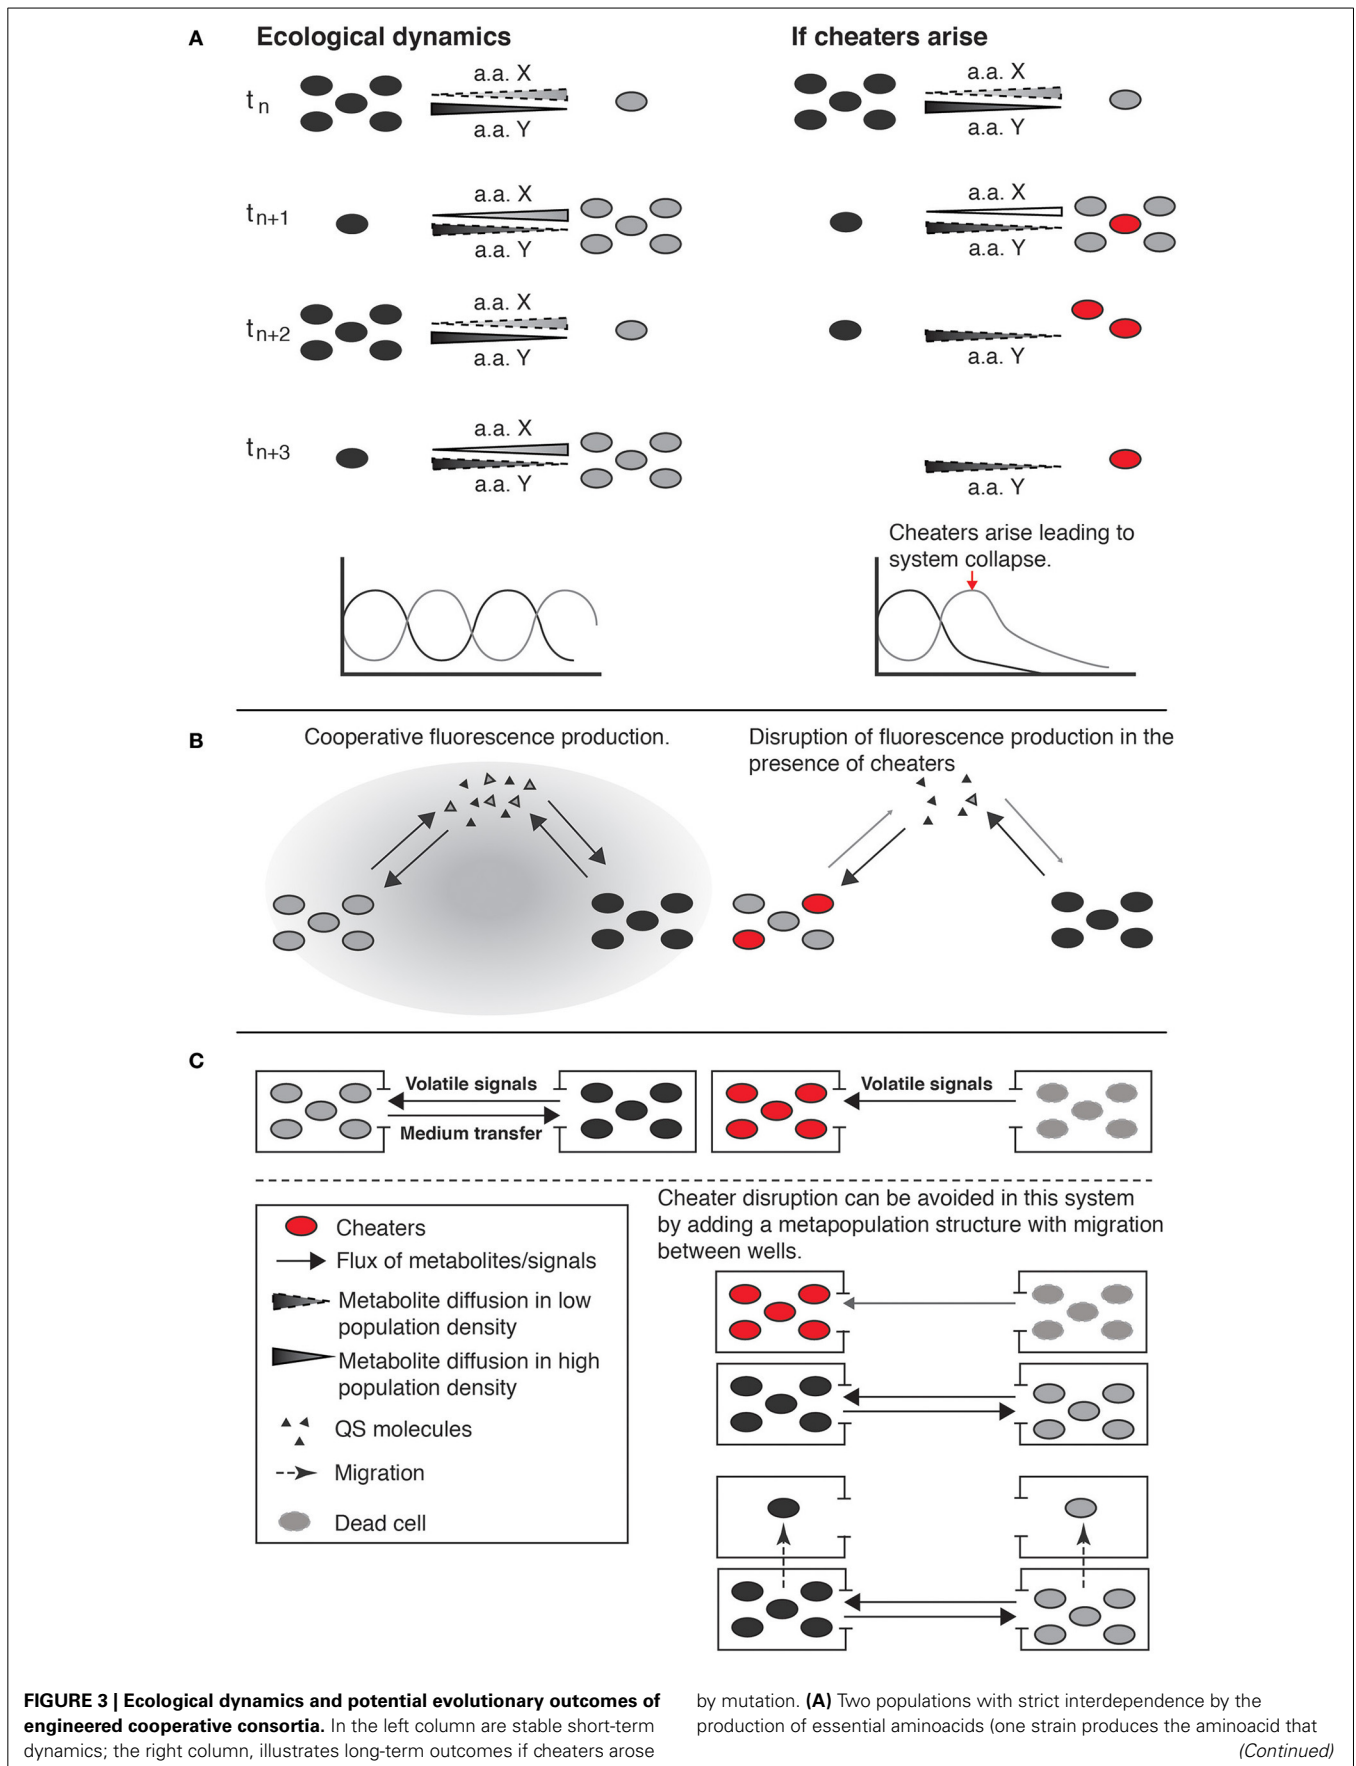 A
Ecological dynamics
If cheaters arise
t n
a.a. X
a.a. Y
a.a. X
a.a. Y
t n+1
a.a. X
a.a. Y
a.a. X
a.a. Y
t n+2
a.a. X
a.a. Y
a.a. Y
t n+3
a.a. X
a.a. Y
a.a. Y
Cheaters arise leading to
system collapse.
B
Cooperative fluorescence production.
Disruption of fluorescence production in the
presence of cheaters
C
Volatile signals
Medium transfer
Volatile signals
Cheaters
Flux of metabolites/signals
Metabolite diffusion in low
population density
Metabolite diffusion in high
population density
QS molecules
Migration
Dead cell
Cheater disruption can be avoided in this system
by adding a metapopulation structure with migration
between wells.
FIGURE 3 | Ecological dynamics and potential evolutionary outcomes of
engineered cooperative consortia. In the left column are stable short-term
dynamics; the right column, illustrates long-term outcomes if cheaters arose
by mutation. (A) Two populations with strict interdependence by the
production of essential aminoacids (one strain produces the aminoacid that
(Continued)